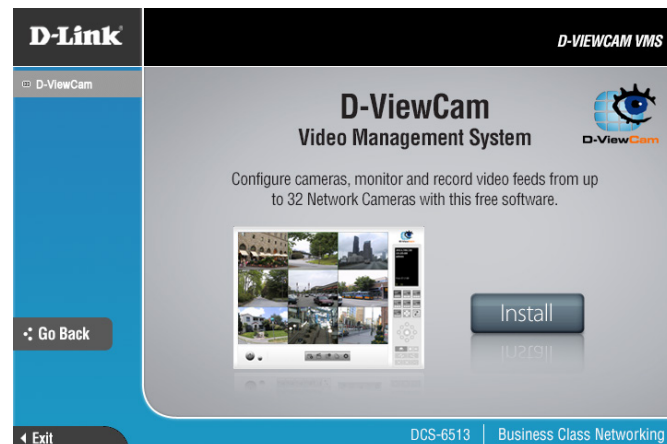 D-Link
D-VIEWCAM VMS
D-ViewCam
D-ViewCam
Video Management System
D-ViewCam
Configure cameras, monitor and record video feeds from up
to 32 Network Cameras with this free software.
Install
Go Back
Exit
DCS-6513 | Business Class Networking